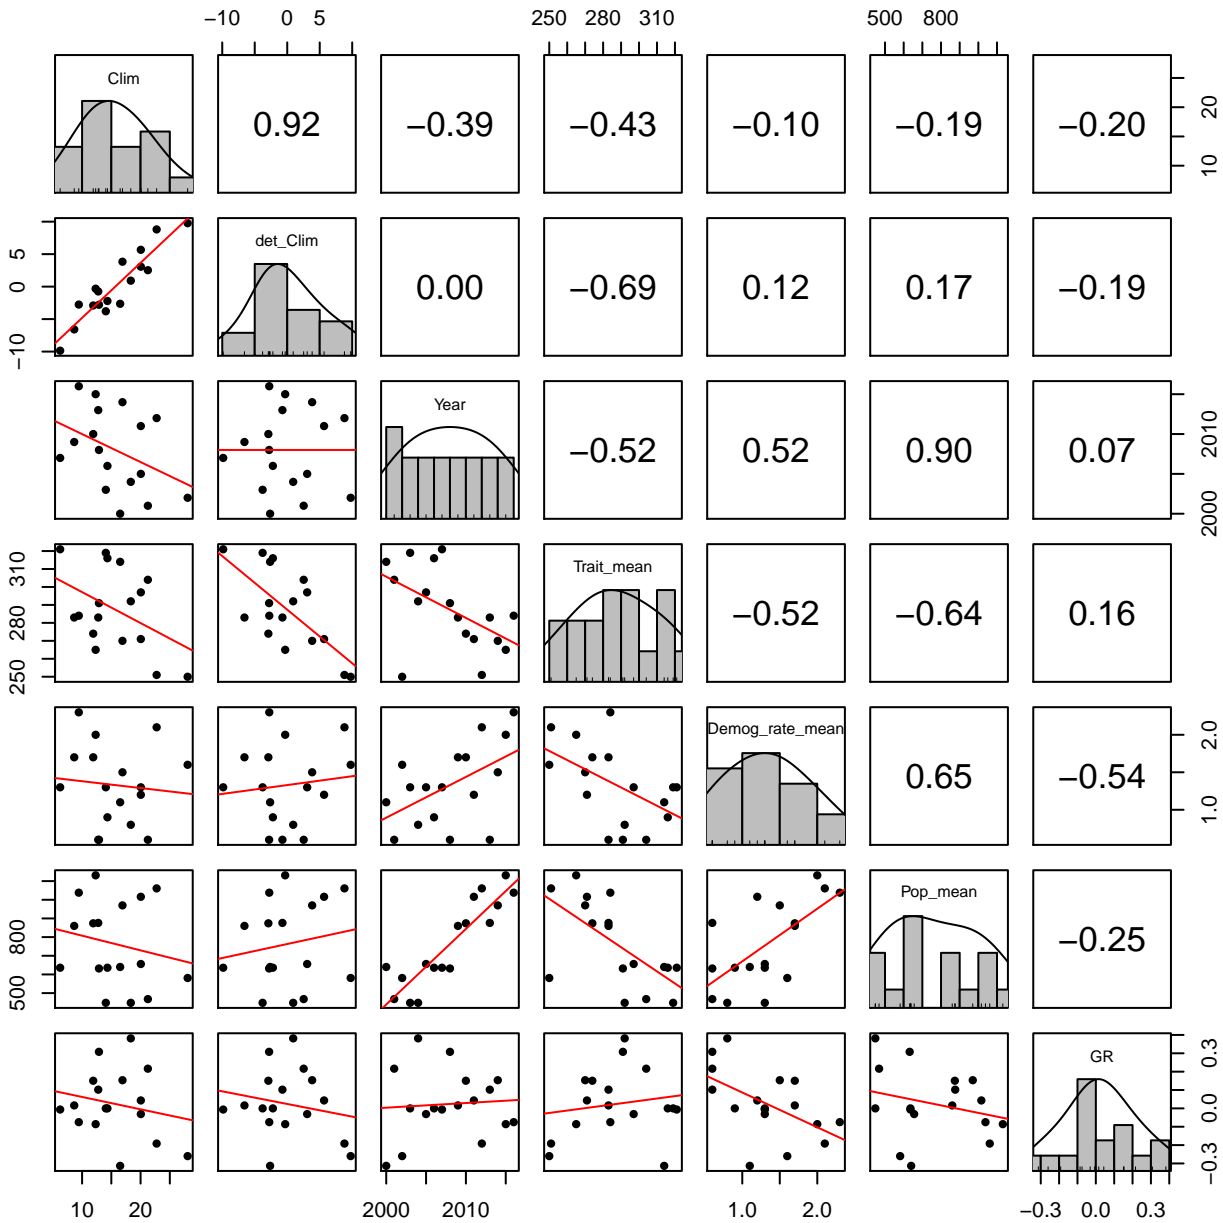 −10 0 5 250 280 310 500 800
Clim 0.92 −0.39 −0.43 −0.10 −0.19 −0.20 10 20
−10 0 5 det_Clim 0.00 −0.69 0.12 0.17 −0.19
Year −0.52 0.52 0.90 0.07 2000 2010
250 280 310 Trait_mean −0.52 −0.64 0.16
Demog_rate_mean 0.65 −0.54 1.0 2.0
500 800 Pop_mean −0.25
GR −0.3 0.0 0.3
10 20 2000 2010 1.0 2.0 −0.3 0.0 0.3